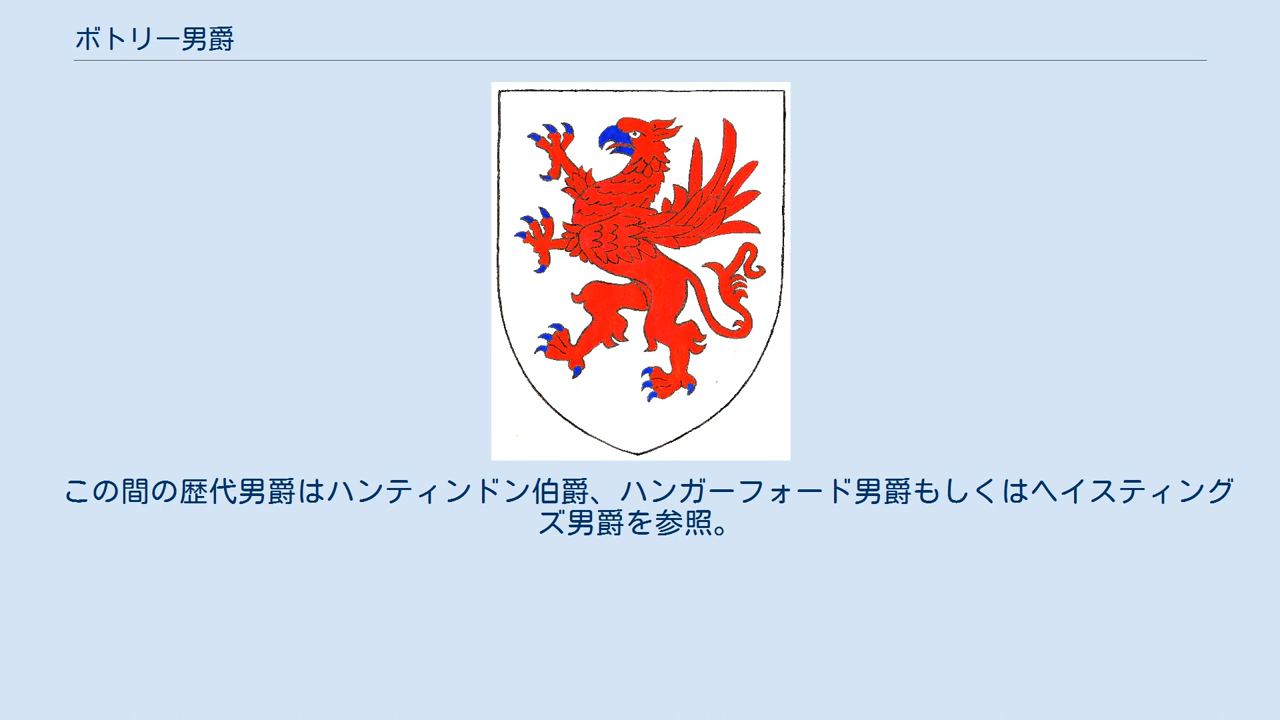 ボトリー男爵
この間の歴代男爵はハンティンドン伯爵、ハンガーフォード男爵もしくはヘイスティング
ズ男爵を参照。